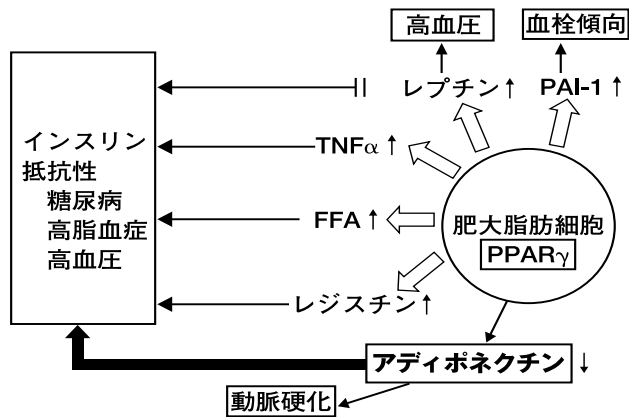 高血圧
血栓傾向
レプチン↑
PAI-1↑
インスリン
抵抗性
糖尿病
高脂血症
高血圧
TNFα↑
FFA↑
レジスチン↑
肥大脂肪細胞
PPARγ
アディポネクチン↓
動脈硬化